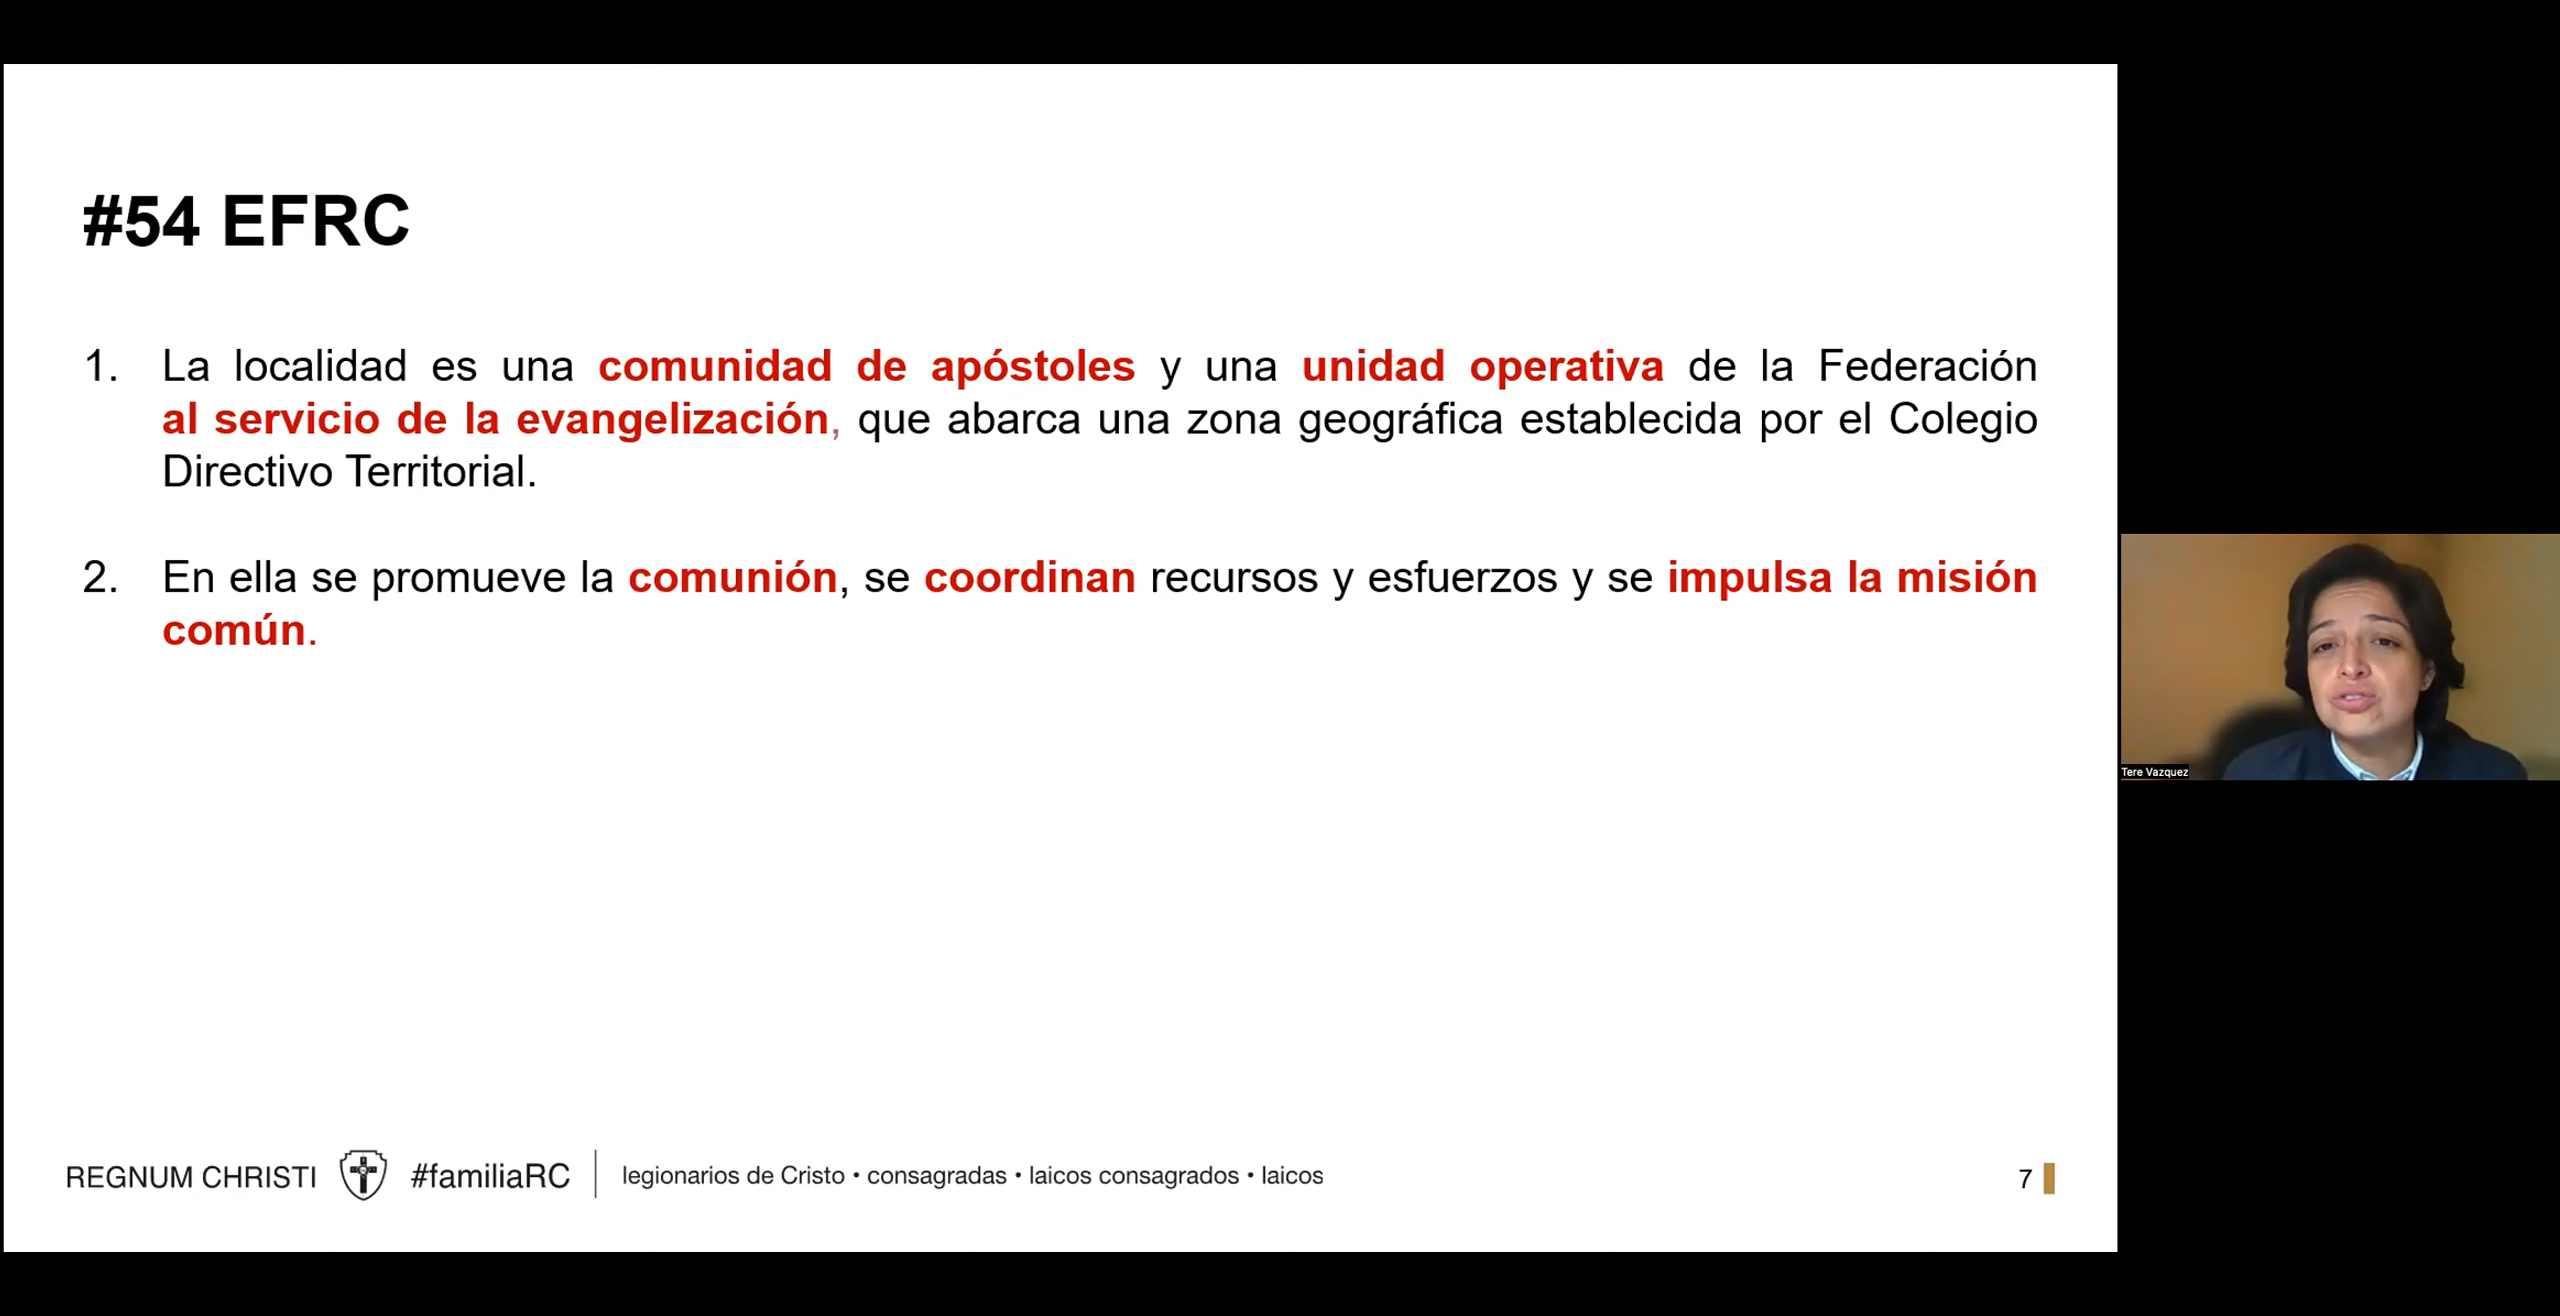 #54 EFRC
1. La localidad es una comunidad de apóstoles y una unidad operativa de la Federación
al servicio de la evangelización, que abarca una zona geográfica establecida por el Colegio
Directivo Territorial.
2. En ella se promueve la comunión, se coordinan recursos y esfuerzos y se impulsa la misión
común.
Tere Vazquez
REGNUM CHRISTI #familiaRC legionarios de Cristo • consagradas • laicos consagrados • laicos
7